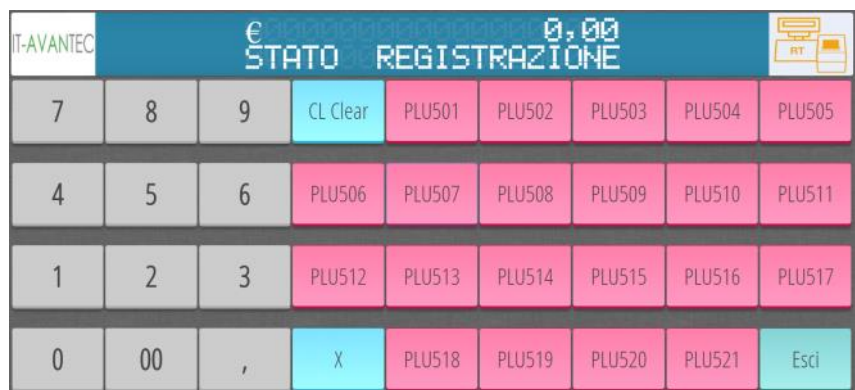 IT-AVANTEC
€ 0,00
STATO REGISTRAZIONE
RT
7 8 9 CL Clear PLU501 PLU502 PLU503 PLU504 PLU505
4 5 6 PLU506 PLU507 PLU508 PLU509 PLU510 PLU511
1 2 3 PLU512 PLU513 PLU514 PLU515 PLU516 PLU517
0 00 , X PLU518 PLU519 PLU520 PLU521 Esci